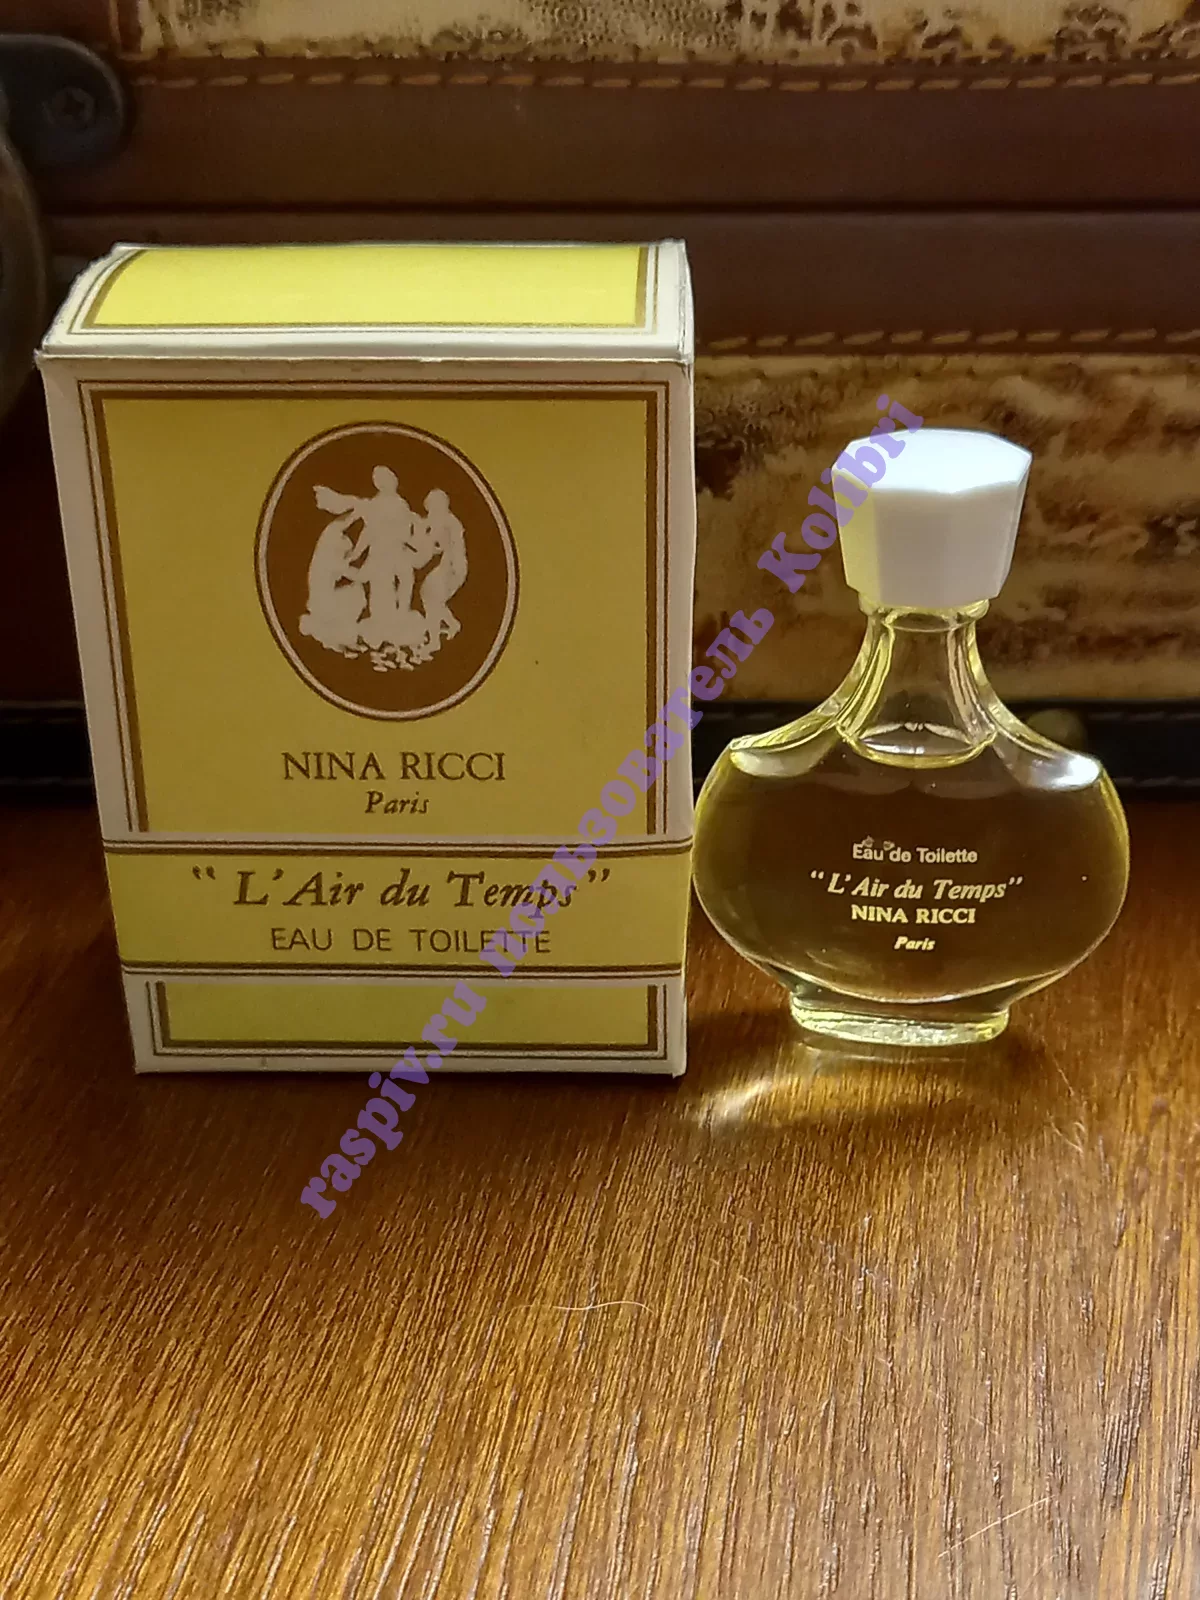 NINA RICCI
Paris
“L’Air du Temps”
EAU DE TOILETTE
Eau de Toilette
“L’Air du Temps”
NINA RICCI
Paris
raspiv.ru пользователь Kolibri